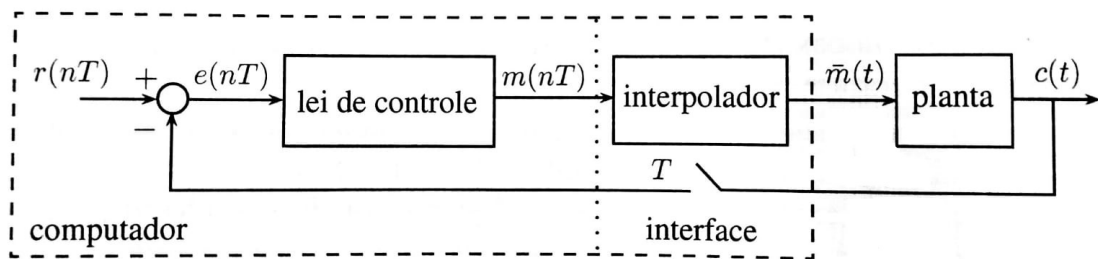 r(nT)
+
−
e(nT)
lei de controle
m(nT)
interpolador
m̄(t)
planta
c(t)
T
computador
interface